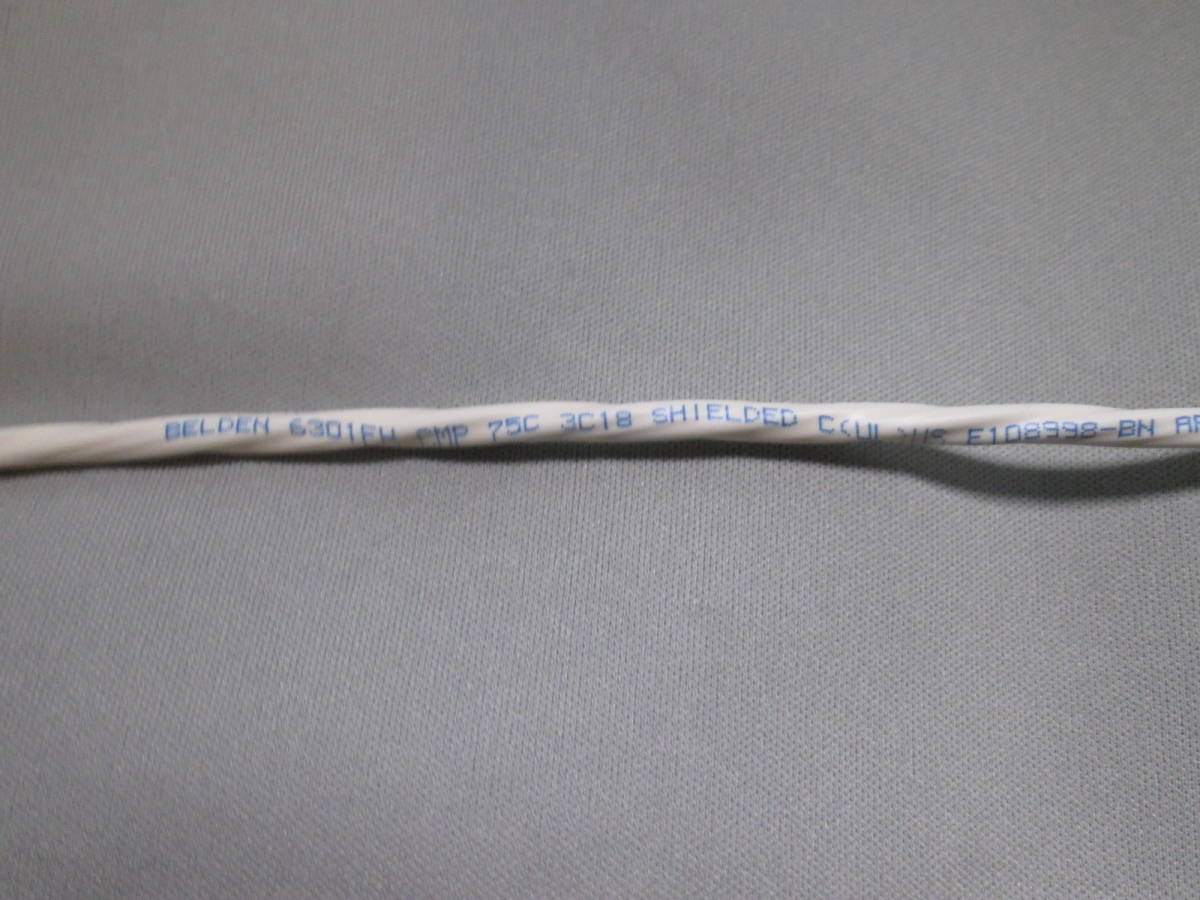 BELDEN 6301FH CMP 75C 3C18 SHIELDED C(UL)US E108998-BN